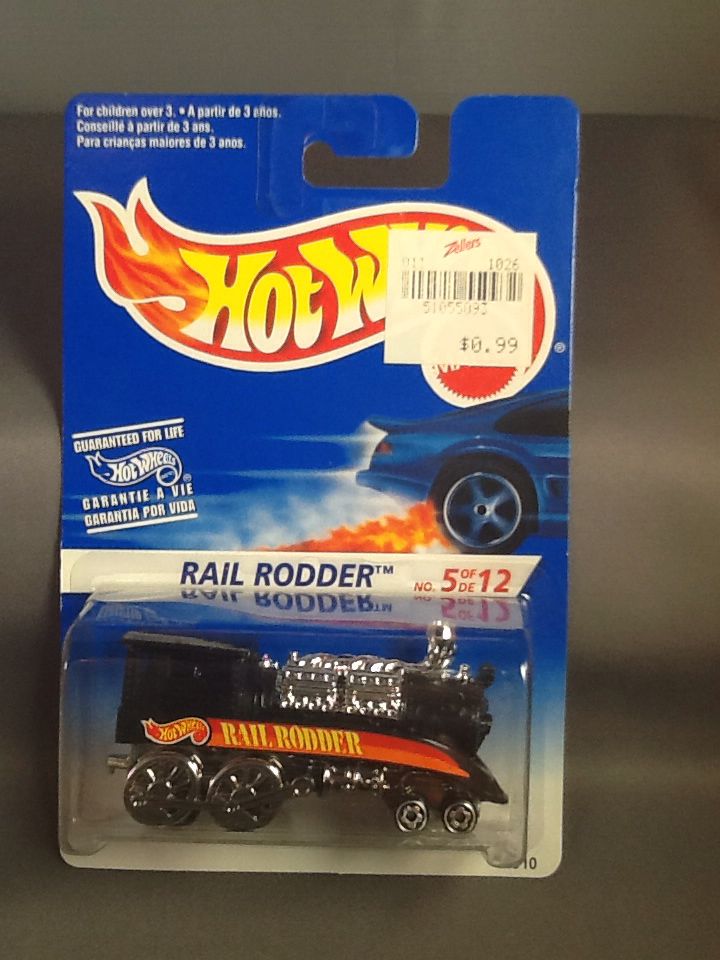 For children over 3. • A partir de 3 años.
Conseillé à partir de 3 ans.
Para crianças maiores de 3 anos.
HOT W
Zellers
1026
51055093
$0.99
®
GUARANTEED FOR LIFE
HOT WHEELS
GARANTIE A VIE
GARANTIA POR VIDA
RAIL RODDER™
NO. 5 OF DE 12
HOT WHEELS
RAIL RODDER
10